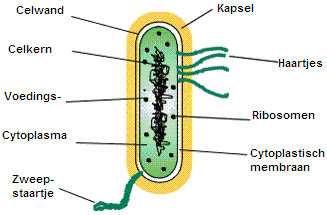 Celwand
Kapsel
Celkern
Haartjes
Voedings-
Ribosomen
Cytoplasma
Cytoplastisch
membraan
Zweep-
staartje